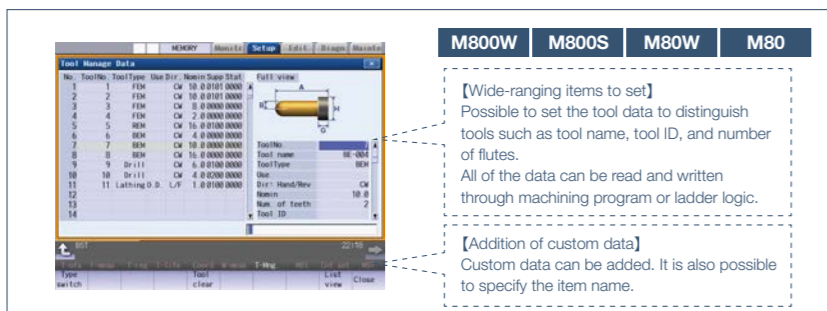 MEMORY Monitr Setup Edit Diagn Mainte
Tool Manage Data
No. ToolNo. ToolType Use Dir. Nomin Supp Stat
1 1 FEM CW 10.0 0101 0000
2 2 FEM CW 10.0 0101 0000
3 3 FEM CW 8.0 0000 0000
4 4 FEM CW 2.0 0000 0000
5 5 REM CW 16.0 0100 0000
6 6 BEM CW 4.0 0000 0000
7 7 BEM CW 10.0 0000 0000
8 8 BEM CW 16.0 0000 0000
9 9 Drill CW 6.0 0100 0000
10 10 Drill CW 4.0 0200 0000
11 11 Lathing O.D. L/F 1.0 0100 0000
12
13
14
Full view
A
B
H
G
ToolNo. 7
Tool name BE-004
ToolType BEM
Use
Dir: Hand/Rev CW
Nomin 10.0
Num. of teeth 2
Tool ID
22:18
T-Mng.
Type switch
Tool clear
List view
Close
M800W M800S M80W M80
【Wide-ranging items to set】
Possible to set the tool data to distinguish
tools such as tool name, tool ID, and number
of flutes.
All of the data can be read and written
through machining program or ladder logic.
【Addition of custom data】
Custom data can be added. It is also possible
to specify the item name.